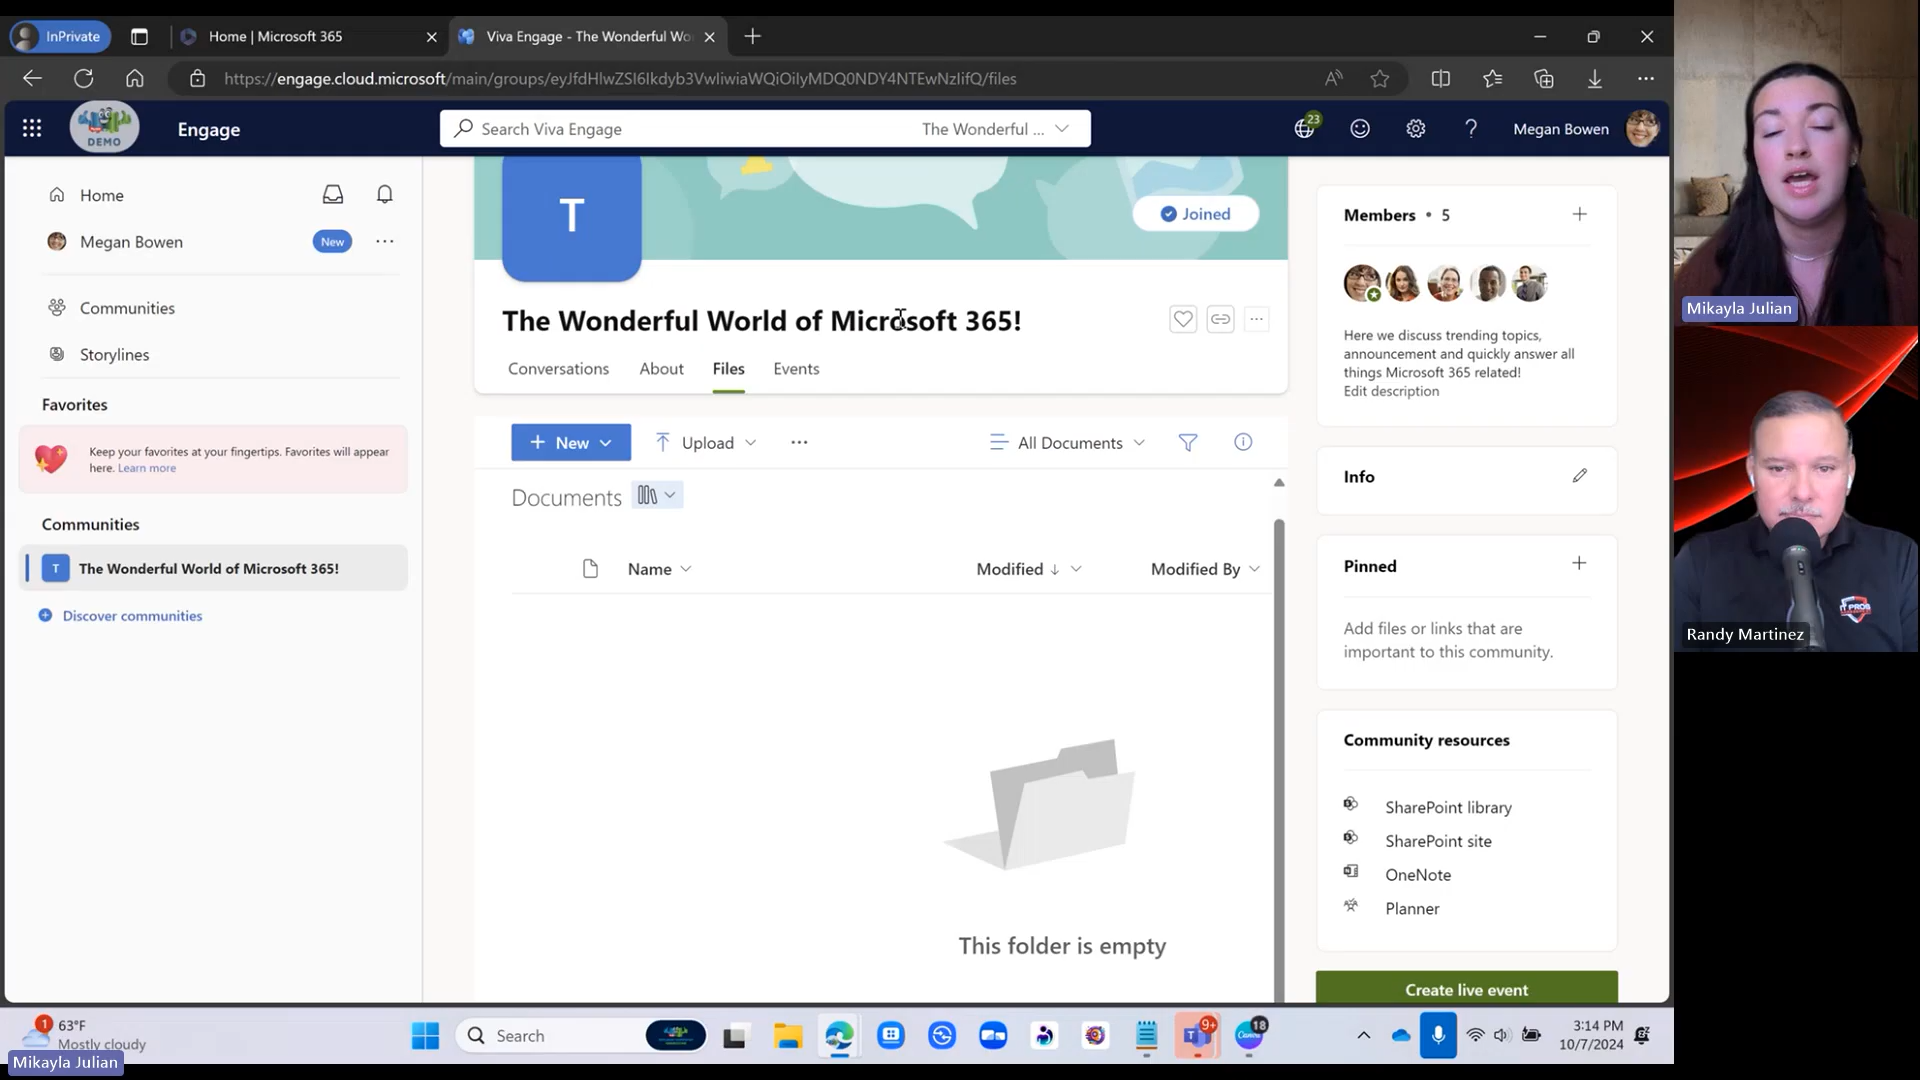 InPrivate
Home | Microsoft 365
Viva Engage - The Wonderful Wo
https://engage.cloud.microsoft/main/groups/eyJfdHlwZSI6Ikdyb3VwIiwiaWQiOiIyMDQ0NDY4NTEwNzIifQ/files
DEMO
Engage
Search Viva Engage
The Wonderful ...
23
?
Megan Bowen
Home
Megan Bowen
New
Communities
Storylines
Favorites
Keep your favorites at your fingertips. Favorites will appear
here. Learn more
Communities
T
The Wonderful World of Microsoft 365!
Discover communities
T
Joined
The Wonderful World of Microsoft 365!
Conversations
About
Files
Events
New
Upload
All Documents
Documents
Name
Modified
Modified By
This folder is empty
Members • 5
Here we discuss trending topics,
announcement and quickly answer all
things Microsoft 365 related!
Edit description
Info
Pinned
Add files or links that are
important to this community.
Community resources
SharePoint library
SharePoint site
OneNote
Planner
Create live event
Mikayla Julian
IT PROS
Randy Martinez
1
63°F
Mostly cloudy
Search
9+
Canva
18
3:14 PM
10/7/2024
Mikayla Julian